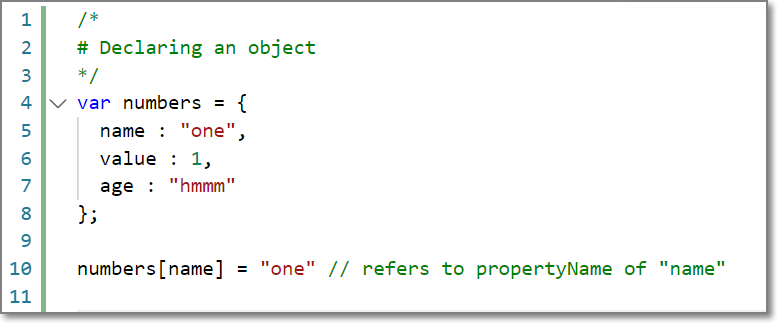 1 /*
2 # Declaring an object
3 */
4 var numbers = {
5 name : "one",
6 value : 1,
7 age : "hmmm"
8 };
9
10 numbers[name] = "one" // refers to propertyName of "name"
11